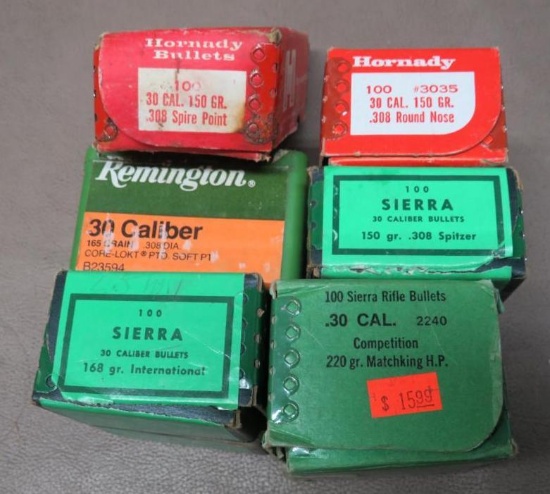 Hornady
Bullets
100
30 CAL. 150 GR.
.308 Spire Point
Hornady
100 #3035
30 CAL. 150 GR.
.308 Round Nose
Remington®
30 Caliber
165 GRAIN .308 DIA.
CORE-LOKT® PTD. SOFT PT
B23594
100
SIERRA
30 CALIBER BULLETS
150 gr. .308 Spitzer
100
SIERRA
30 CALIBER BULLETS
168 gr. International
100 Sierra Rifle Bullets
.30 CAL. 2240
Competition
220 gr. Matchking H.P.
$ 15.99